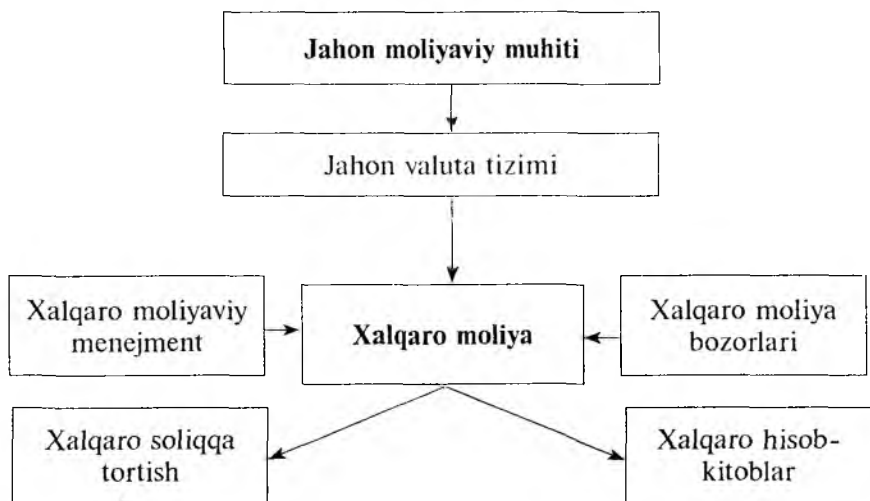 Jahon moliyaviy muhiti
Jahon valuta tizimi
Xalqaro moliyaviy
menejment
Xalqaro moliya
Xalqaro moliya
bozorlari
Xalqaro soliqqa
tortish
Xalqaro hisob-
kitoblar